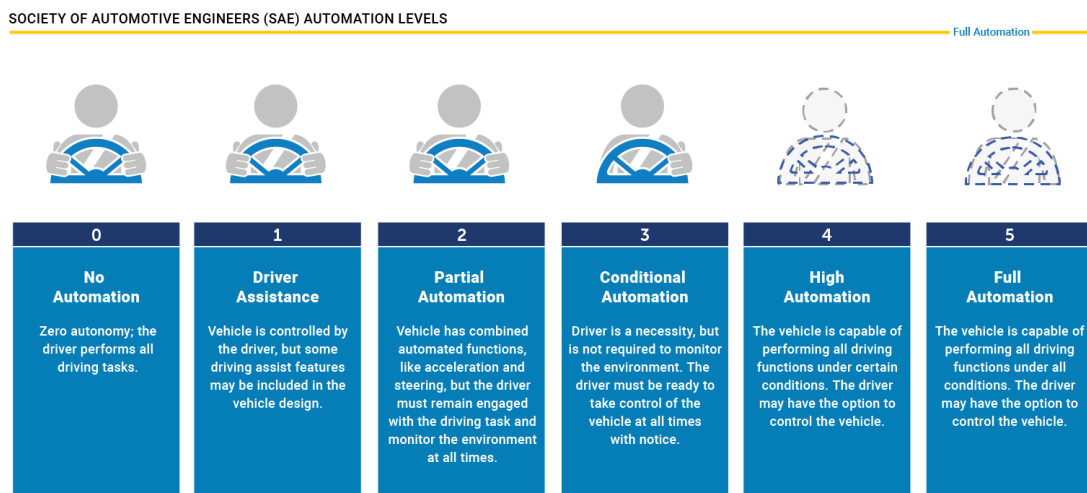 SOCIETY OF AUTOMOTIVE ENGINEERS (SAE) AUTOMATION LEVELS
Full Automation
0
No
Automation
Zero autonomy; the
driver performs all
driving tasks.
1
Driver
Assistance
Vehicle is controlled by
the driver, but some
driving assist features
may be included in the
vehicle design.
2
Partial
Automation
Vehicle has combined
automated functions,
like acceleration and
steering, but the driver
must remain engaged
with the driving task and
monitor the environment
at all times.
3
Conditional
Automation
Driver is a necessity, but
is not required to monitor
the environment. The
driver must be ready to
take control of the
vehicle at all times
with notice.
4
High
Automation
The vehicle is capable of
performing all driving
functions under certain
conditions. The driver
may have the option to
control the vehicle.
5
Full
Automation
The vehicle is capable of
performing all driving
functions under all
conditions. The driver
may have the option to
control the vehicle.